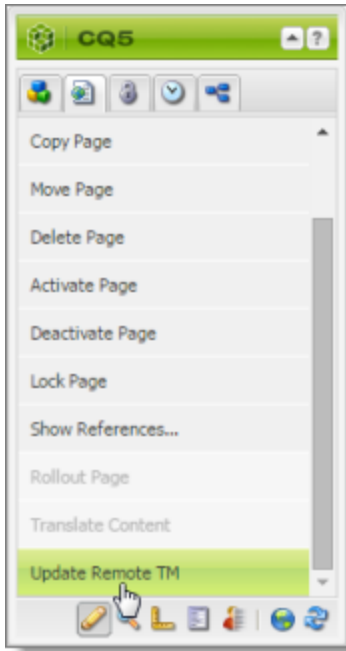 CQ5
?
Copy Page
Move Page
Delete Page
Activate Page
Deactivate Page
Lock Page
Show References...
Rollout Page
Translate Content
Update Remote TM